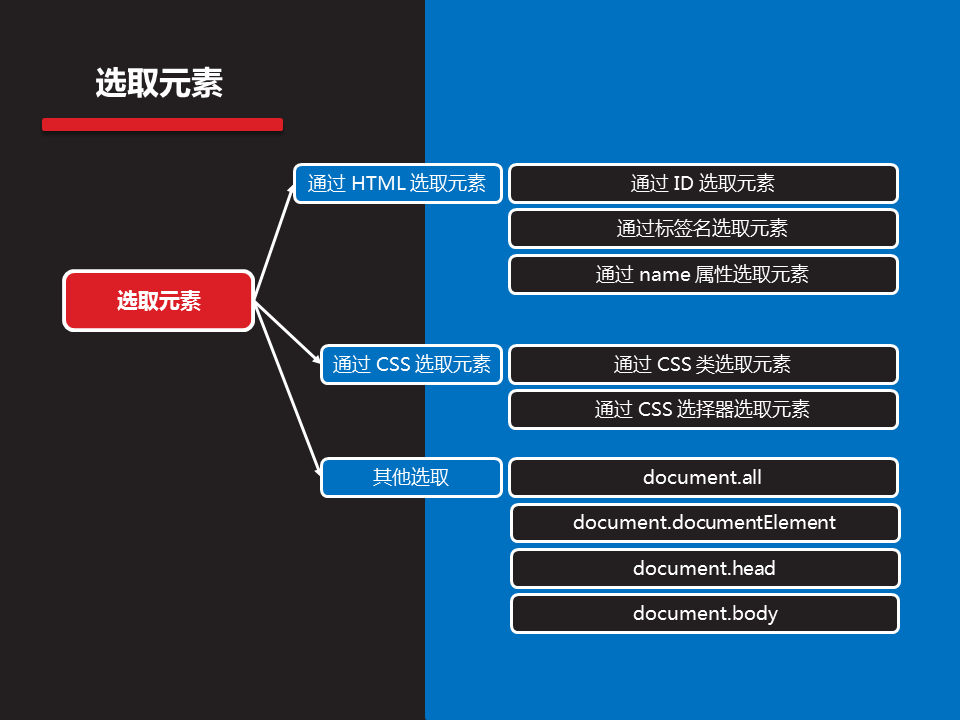 选取元素
选取元素
通过 HTML 选取元素
通过 ID 选取元素
通过标签名选取元素
通过 name 属性选取元素
通过 CSS 选取元素
通过 CSS 类选取元素
通过 CSS 选择器选取元素
其他选取
document.all
document.documentElement
document.head
document.body